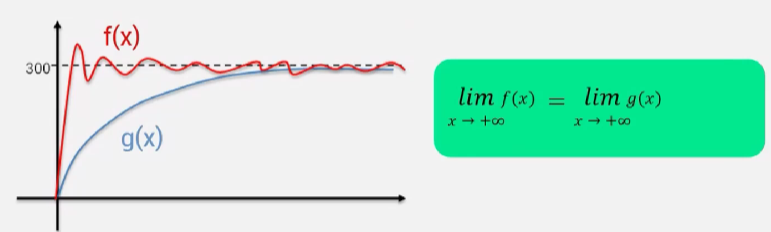 f(x)
300
g(x)
lim f(x) = lim g(x)
x → +∞ x → +∞